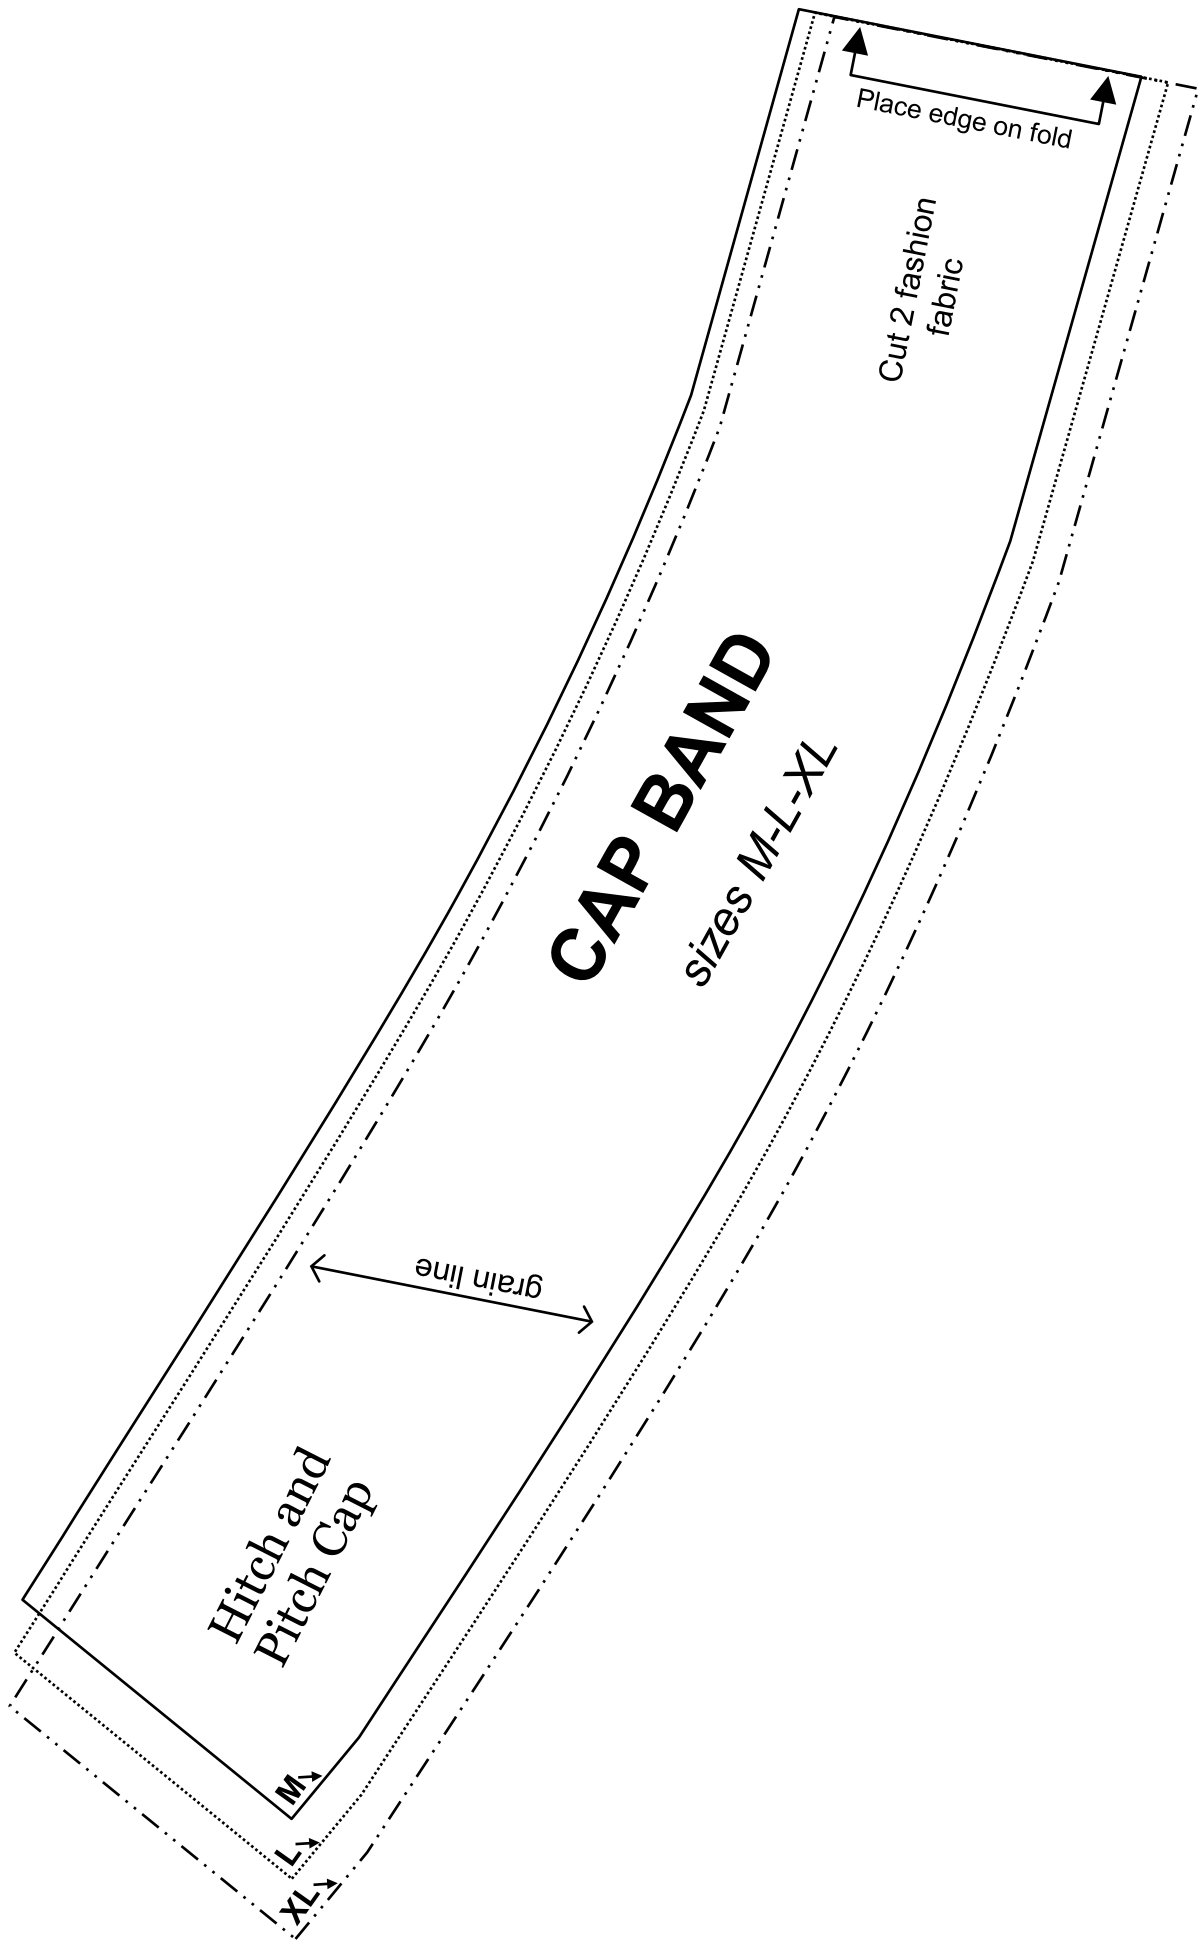 Place edge on fold
Cut 2 fashion
fabric
CAP BAND
sizes M-L-XL
grain line
Hitch and
Pitch Cap
M
L
XL